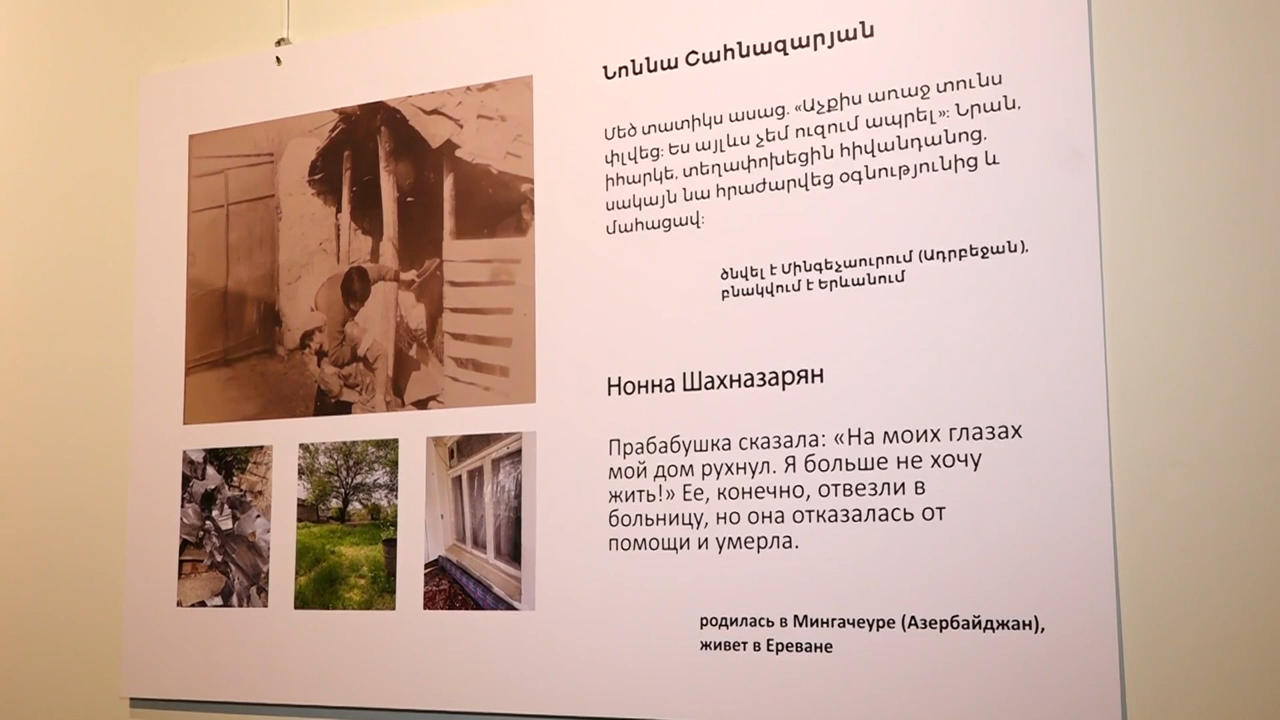 Նոննա Շահնազարյան
Մեծ տատիկս ասաց. «Աչքիս առաջ տունս
փլվեց: Ես այլևս չեմ ուզում ապրել»: Նրան,
իհարկե, տեղափոխեցին հիվանդանոց.
սակայն նա հրաժարվեց օգնությունից և
մահացավ:
ծնվել է Մինգեչաուրում (Ադրբեջան),
բնակվում է Երևանում
Нонна Шахназарян
Прабабушка сказала: «На моих глазах
мой дом рухнул. Я больше не хочу
жить!» Ее, конечно, отвезли в
больницу, но она отказалась от
помощи и умерла.
родилась в Мингачеуре (Азербайджан),
живет в Ереване